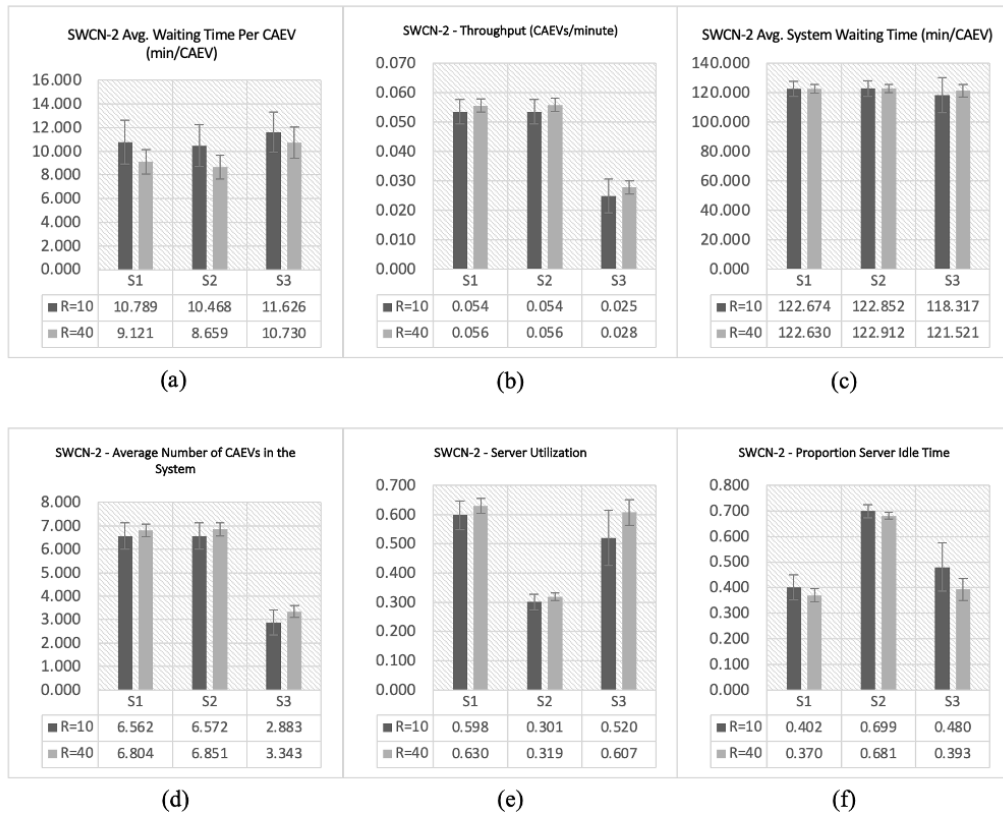 SWCN-2 Avg. Waiting Time Per CAEV
(min/CAEV)
16.000
14.000
12.000
10.000
8.000
6.000
4.000
2.000
0.000
S1 S2 S3
R=10 10.789 10.468 11.626
R=40 9.121 8.659 10.730
(a)
SWCN-2 - Throughput (CAEVs/minute)
0.070
0.060
0.050
0.040
0.030
0.020
0.010
0.000
S1 S2 S3
R=10 0.054 0.054 0.025
R=40 0.056 0.056 0.028
(b)
SWCN-2 Avg. System Waiting Time (min/CAEV)
140.000
120.000
100.000
80.000
60.000
40.000
20.000
0.000
S1 S2 S3
R=10 122.674 122.852 118.317
R=40 122.630 122.912 121.521
(c)
SWCN-2 - Average Number of CAEVs in the
System
8.000
7.000
6.000
5.000
4.000
3.000
2.000
1.000
0.000
S1 S2 S3
R=10 6.562 6.572 2.883
R=40 6.804 6.851 3.343
(d)
SWCN-2 - Server Utilization
0.700
0.600
0.500
0.400
0.300
0.200
0.100
0.000
S1 S2 S3
R=10 0.598 0.301 0.520
R=40 0.630 0.319 0.607
(e)
SWCN-2 - Proportion Server Idle Time
0.800
0.700
0.600
0.500
0.400
0.300
0.200
0.100
0.000
S1 S2 S3
R=10 0.402 0.699 0.480
R=40 0.370 0.681 0.393
(f)